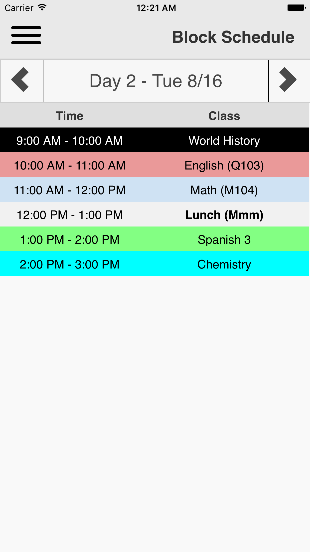 Carrier 12:21 AM
Block Schedule
Day 2 - Tue 8/16
Time Class
9:00 AM - 10:00 AM World History
10:00 AM - 11:00 AM English (Q103)
11:00 AM - 12:00 PM Math (M104)
12:00 PM - 1:00 PM Lunch (Mmm)
1:00 PM - 2:00 PM Spanish 3
2:00 PM - 3:00 PM Chemistry